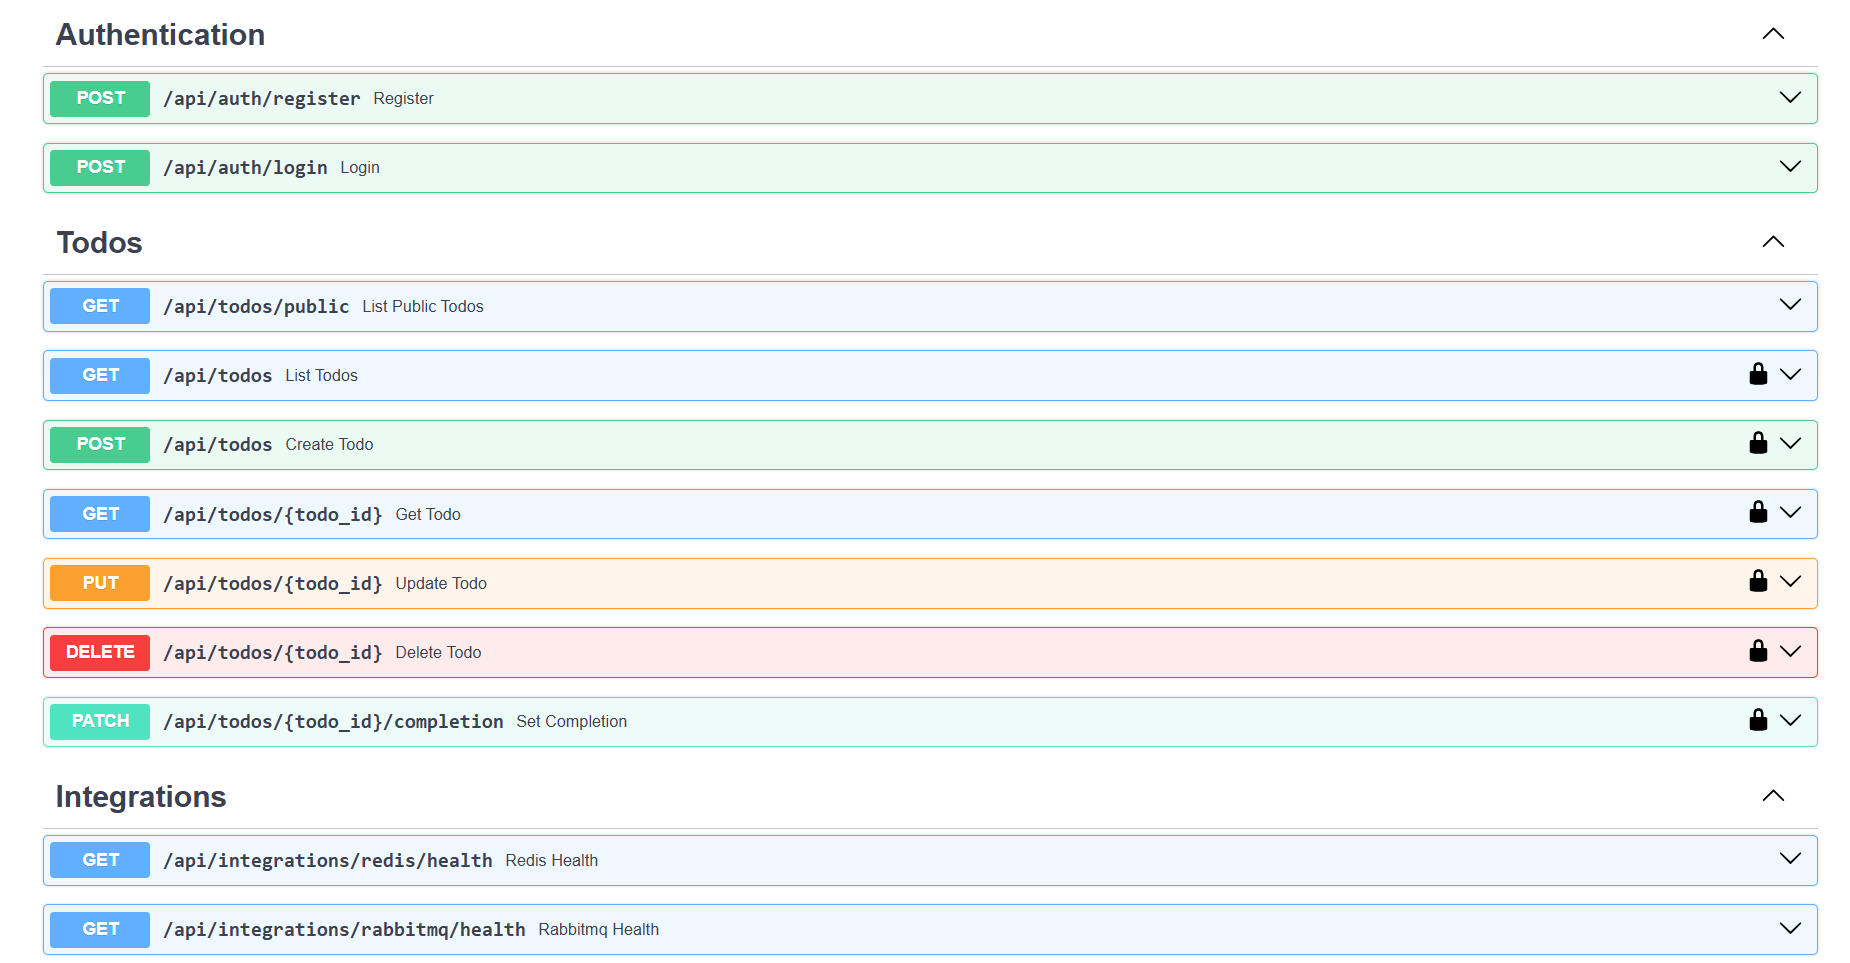 Authentication
POST /api/auth/register Register
POST /api/auth/login Login
Todos
GET /api/todos/public List Public Todos
GET /api/todos List Todos
POST /api/todos Create Todo
GET /api/todos/{todo_id} Get Todo
PUT /api/todos/{todo_id} Update Todo
DELETE /api/todos/{todo_id} Delete Todo
PATCH /api/todos/{todo_id}/completion Set Completion
Integrations
GET /api/integrations/redis/health Redis Health
GET /api/integrations/rabbitmq/health Rabbitmq Health